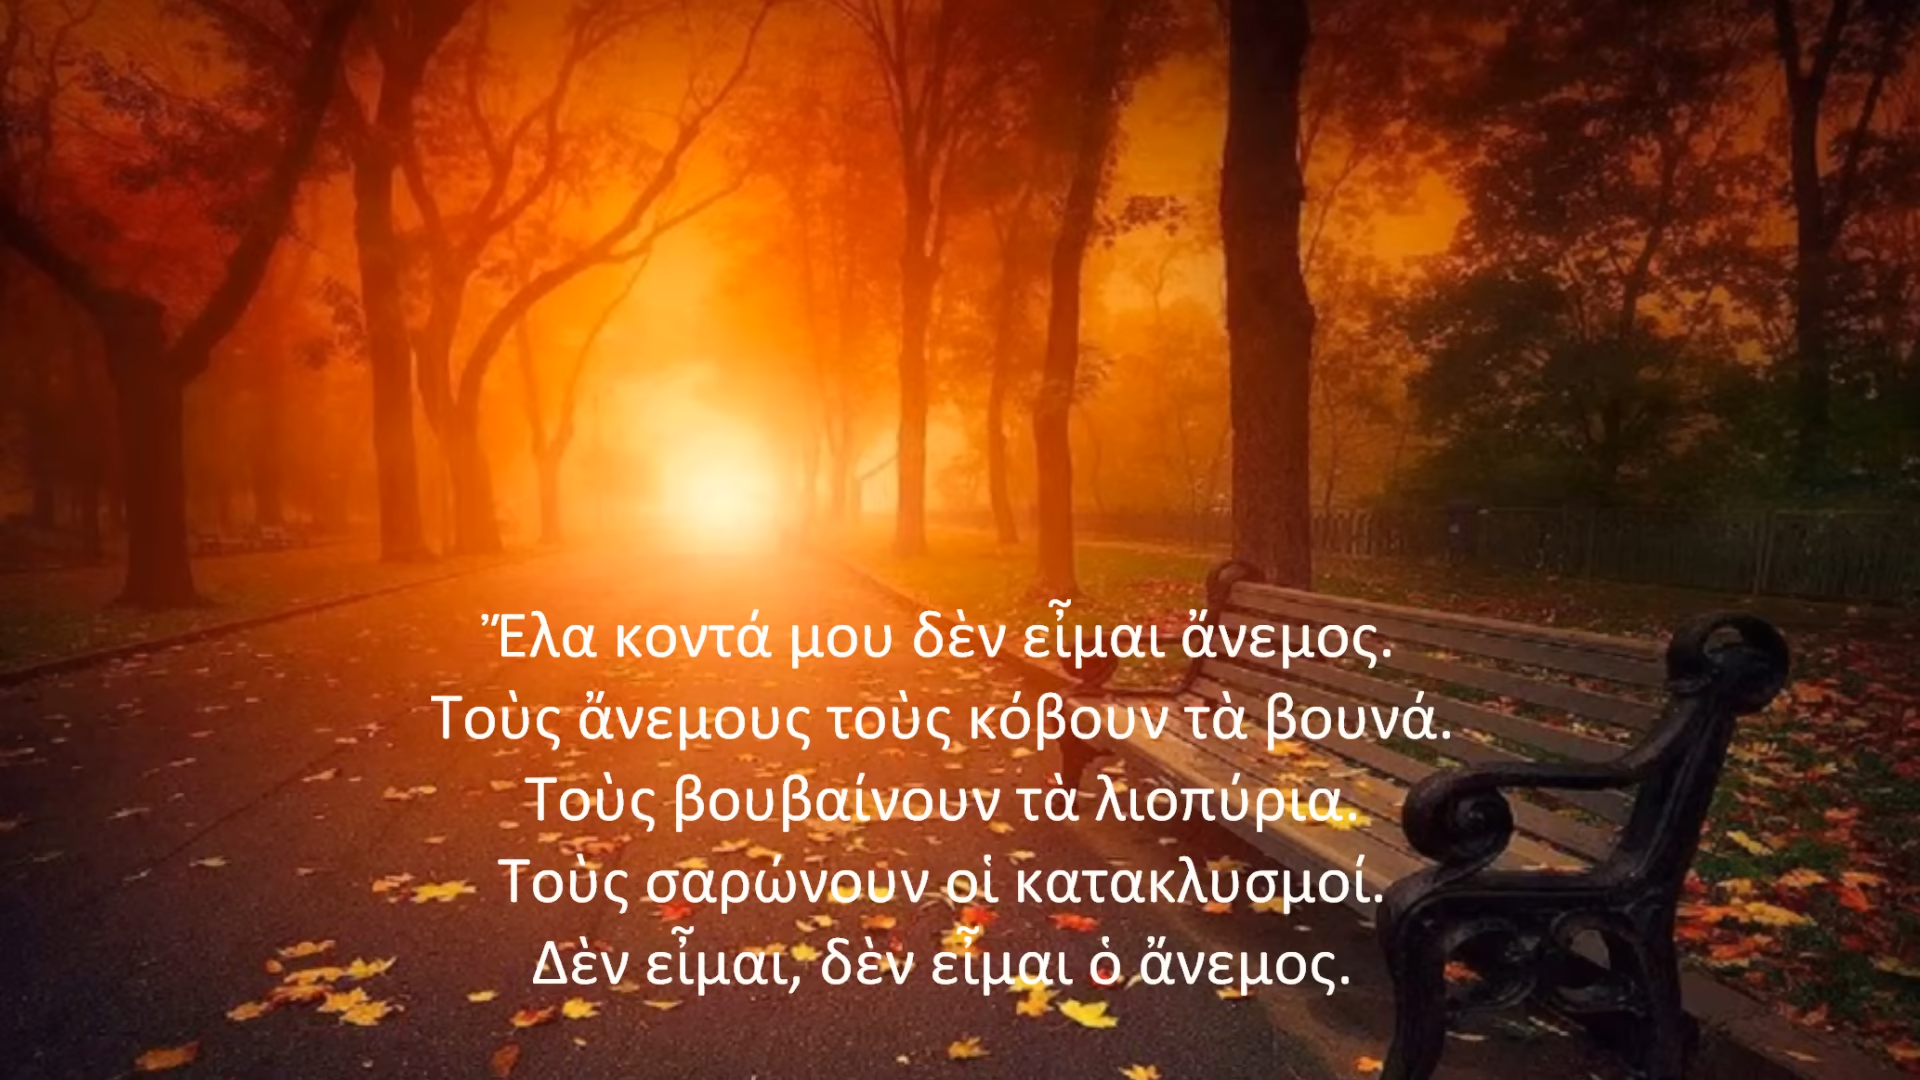 Ἔλα κοντά μου δὲν εἶμαι ἄνεμος.
Τοὺς ἄνεμους τοὺς κόβουν τὰ βουνά.
Τοὺς βουβαίνουν τὰ λιοπύρια.
Τοὺς σαρώνουν οἱ κατακλυσμοί.
Δὲν εἶμαι, δὲν εἶμαι ὁ ἄνεμος.